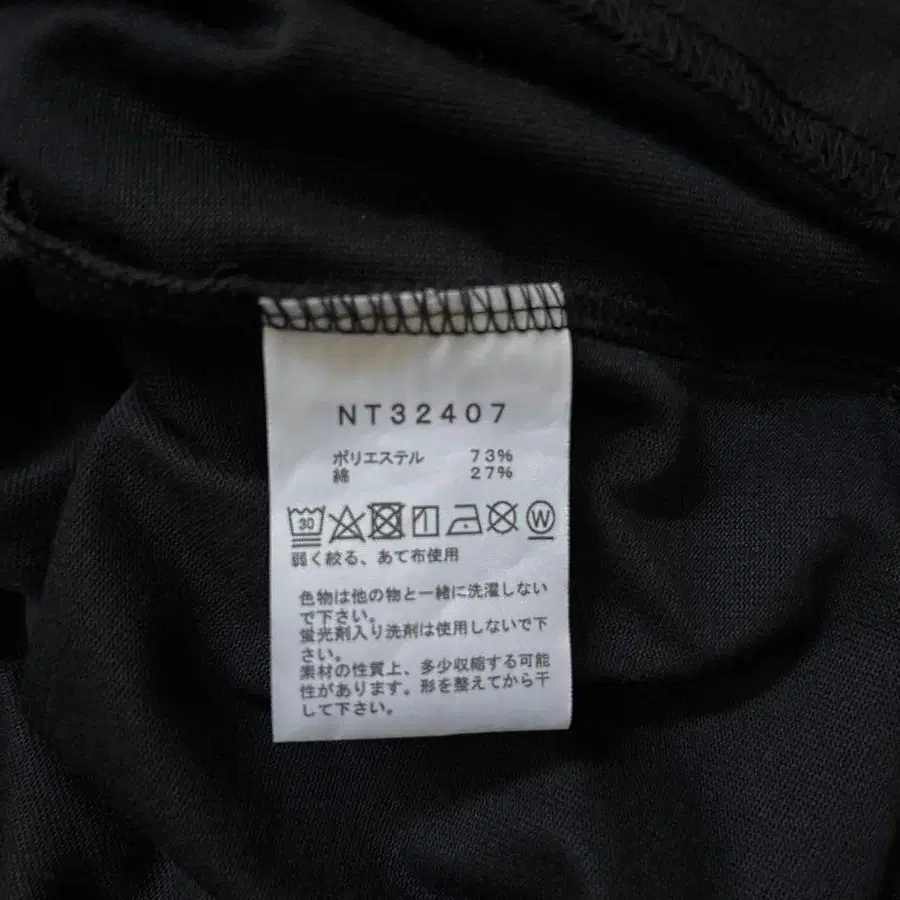 NT32407
ポリエステル 73%
綿 27%
30 W
弱く絞る、あて布使用
色物は他の物と一緒に洗濯しない
で下さい。
蛍光剤入り洗剤は使用しないで下
さい。
素材の性質上、多少収縮する可能
性があります。形を整えてから干
して下さい。